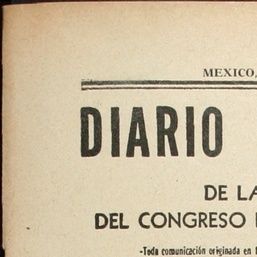 MEXICO,
DIARIO
DE LA
DEL CONGRESO
-Toda comunicación originada en